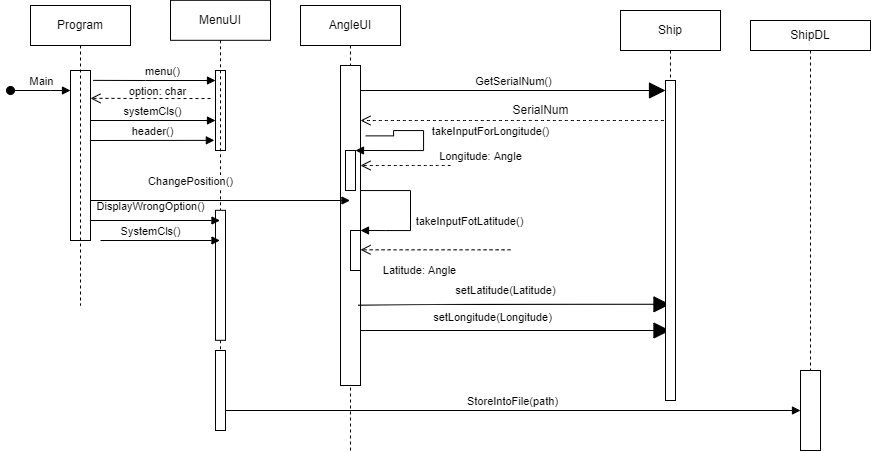 Program
MenuUI
AngleUI
Ship
ShipDL
Main
menu()
option: char
systemCls()
header()
GetSerialNum()
SerialNum
takeInputForLongitude()
Longitude: Angle
ChangePosition()
DisplayWrongOption()
SystemCls()
takeInputFotLatitude()
Latitude: Angle
setLatitude(Latitude)
setLongitude(Longitude)
StoreIntoFile(path)